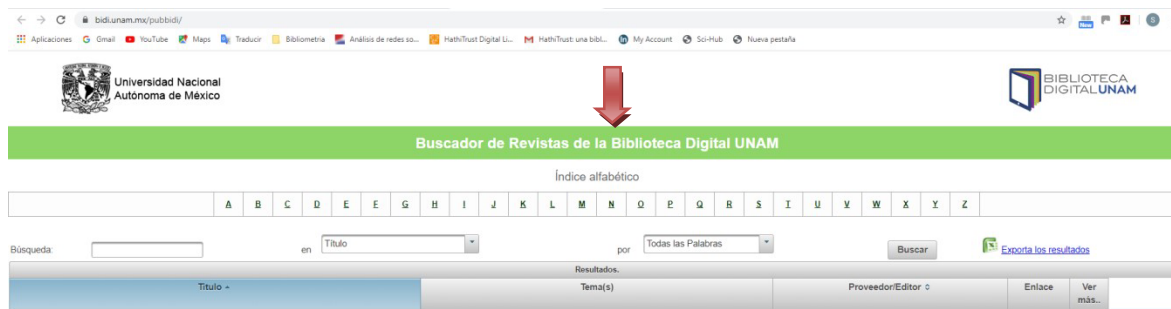 bidi.unam.mx/pubbidi/
New
S
Aplicaciones G Gmail YouTube Maps Traducir Bibliometria Análisis de redes so... HathiTrust Digital Li... M HathiTrust: una bibl... My Account Sci-Hub Nueva pestaña
Universidad Nacional
Autónoma de México
BIBLIOTECA
DIGITALUNAM
Buscador de Revistas de la Biblioteca Digital UNAM
Índice alfabético
A B C D E F G H I J K L M N O P Q R S T U V W X Y Z
Búsqueda: en Título por Todas las Palabras Buscar Exporta los resultados
Resultados.
Título Tema(s) Proveedor/Editor Enlace Ver
más..